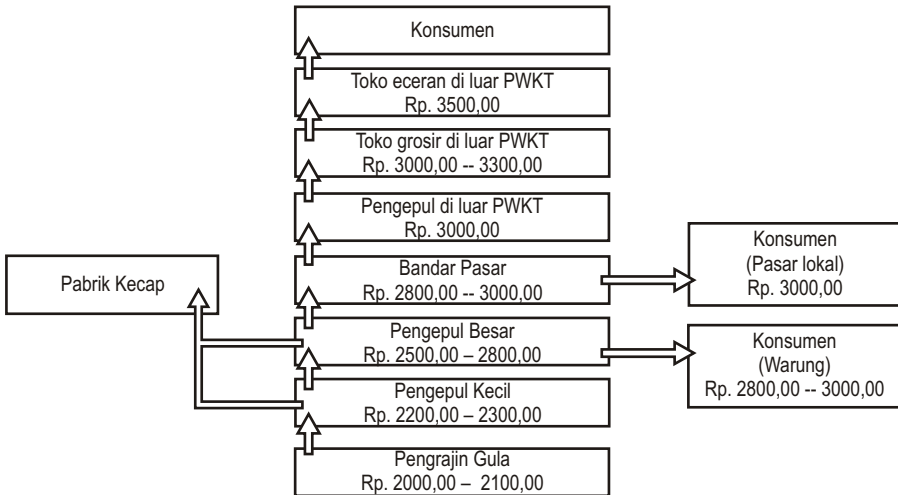 Konsumen
Toko eceran di luar PWKT
Rp. 3500,00
Toko grosir di luar PWKT
Rp. 3000,00 -- 3300,00
Pengepul di luar PWKT
Rp. 3000,00
Bandar Pasar
Rp. 2800,00 -- 3000,00
Konsumen
(Pasar lokal)
Rp. 3000,00
Pabrik Kecap
Pengepul Besar
Rp. 2500,00 – 2800,00
Konsumen
(Warung)
Rp. 2800,00 -- 3000,00
Pengepul Kecil
Rp. 2200,00 – 2300,00
Pengrajin Gula
Rp. 2000,00 – 2100,00